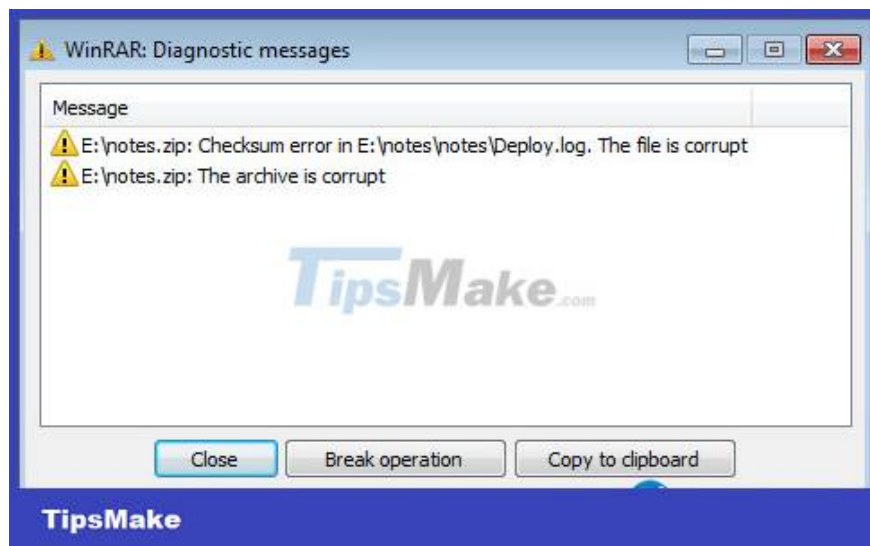 WinRAR: Diagnostic messages
Message
E:\notes.zip: Checksum error in E:\notes\notes\Deploy.log. The file is corrupt
E:\notes.zip: The archive is corrupt
TipsMake.com
Close
Break operation
Copy to clipboard
TipsMake